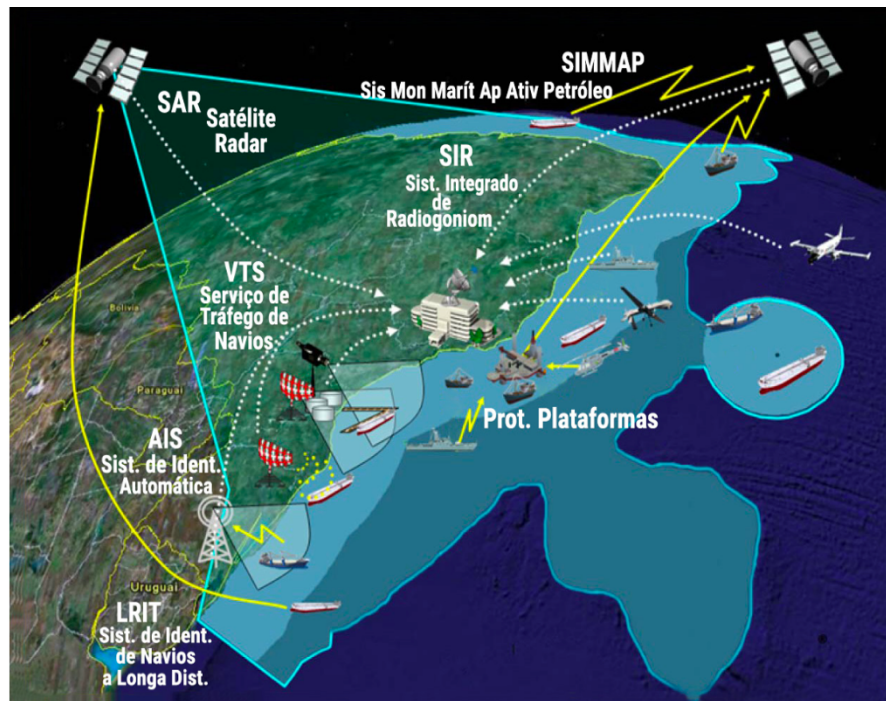 SIMMAP
Sis Mon Marít Ap Ativ Petróleo
SAR
Satélite
Radar
SIR
Sist. Integrado
de
Radiogoniom
VTS
Serviço de
Tráfego de
Navios
Bolivia
Paraguai
Prot. Plataformas
AIS
Sist. de Ident.
Automática
Uruguai
LRIT
Sist. de Ident.
de Navios
a Longa Dist.